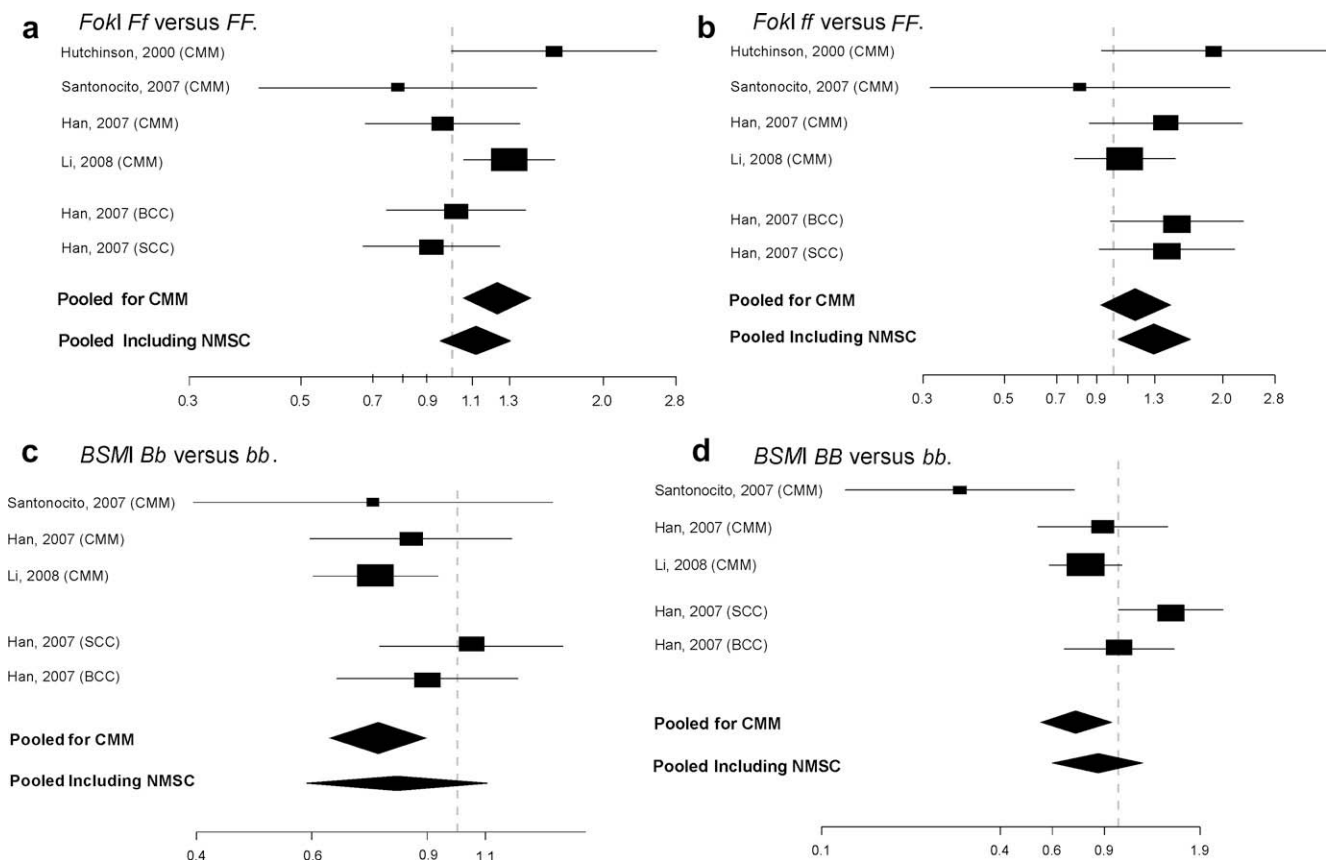 a FokI Ff versus FF.
Hutchinson, 2000 (CMM)
Santonocito, 2007 (CMM)
Han, 2007 (CMM)
Li, 2008 (CMM)
Han, 2007 (BCC)
Han, 2007 (SCC)
Pooled for CMM
Pooled Including NMSC
0.3 0.5 0.7 0.9 1.1 1.3 2.0 2.8
b FokI ff versus FF.
Hutchinson, 2000 (CMM)
Santonocito, 2007 (CMM)
Han, 2007 (CMM)
Li, 2008 (CMM)
Han, 2007 (BCC)
Han, 2007 (SCC)
Pooled for CMM
Pooled Including NMSC
0.3 0.5 0.7 0.9 1.3 2.0 2.8
c BSMI Bb versus bb.
Santonocito, 2007 (CMM)
Han, 2007 (CMM)
Li, 2008 (CMM)
Han, 2007 (SCC)
Han, 2007 (BCC)
Pooled for CMM
Pooled Including NMSC
0.4 0.6 0.9 1.1
d BSMI BB versus bb.
Santonocito, 2007 (CMM)
Han, 2007 (CMM)
Li, 2008 (CMM)
Han, 2007 (SCC)
Han, 2007 (BCC)
Pooled for CMM
Pooled Including NMSC
0.1 0.4 0.6 0.9 1.9